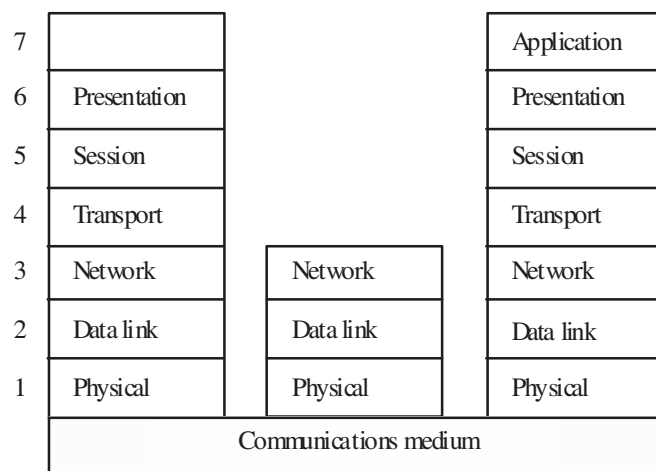 7 Application
6 Presentation Presentation
5 Session Session
4 Transport Transport
3 Network Network Network
2 Data link Data link Data link
1 Physical Physical Physical
Communications medium